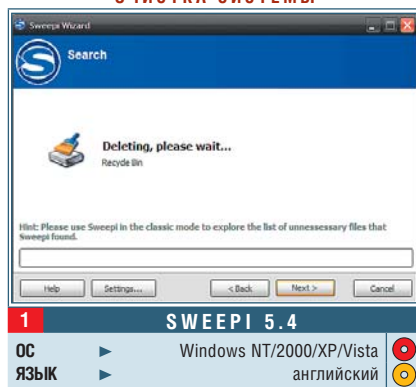 ОЧИСТКА СИСТЕМЫ
Sweepi Wizard
Search
Deleting, please wait...
Recycle Bin
Hint: Please use Sweepi in the classic mode to explore the list of unnessessary files that
Sweepi found.
Help Settings... < Back Next > Cancel
1 SWEEPI 5.4
ОС ► Windows NT/2000/XP/Vista
ЯЗЫК ► английский